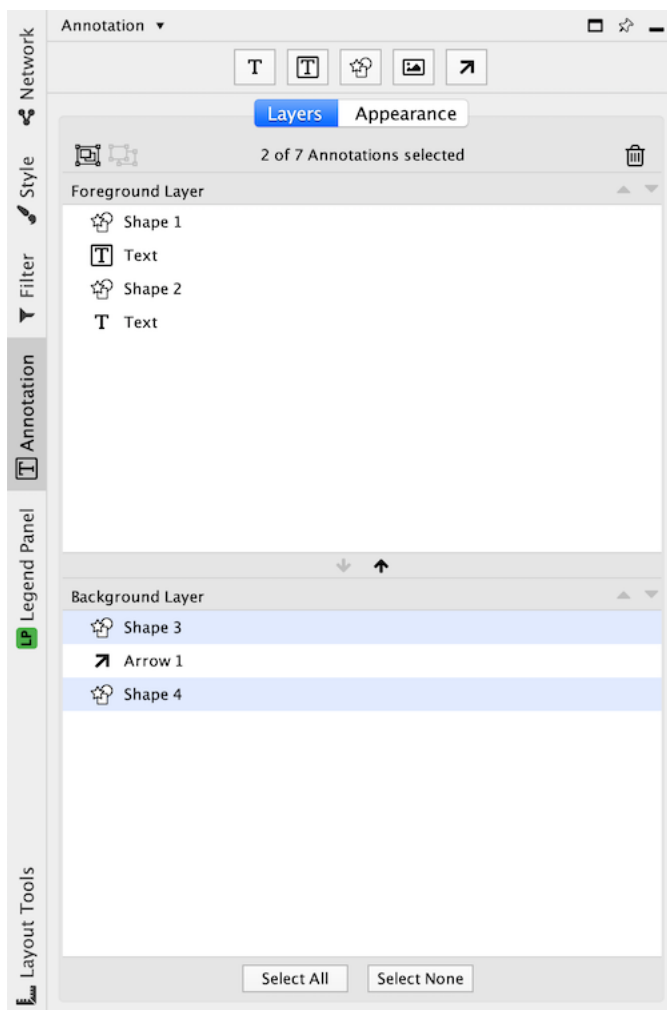 Annotation ▼
T T
Layers Appearance
2 of 7 Annotations selected
Foreground Layer
Shape 1
T Text
Shape 2
T Text
Background Layer
Shape 3
Arrow 1
Shape 4
Select All Select None
Network
Style
Filter
T Annotation
LP Legend Panel
Layout Tools